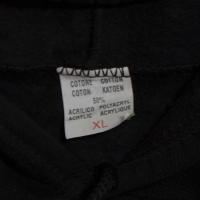 COTONE COTTON
COTON KATOEN
50%
ACRILICO POLYACRYL
ACRYLIC ACRYLIQUE
XL